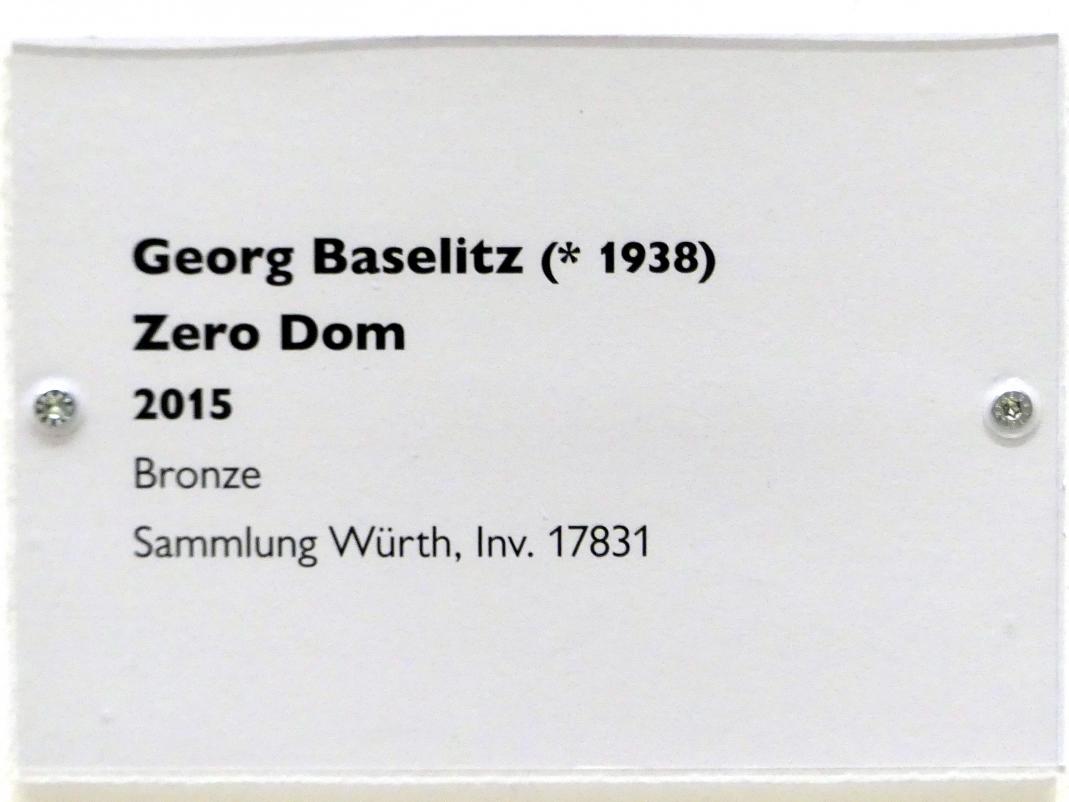 Georg Baselitz (* 1938)
Zero Dom
2015
Bronze
Sammlung Würth, Inv. 17831